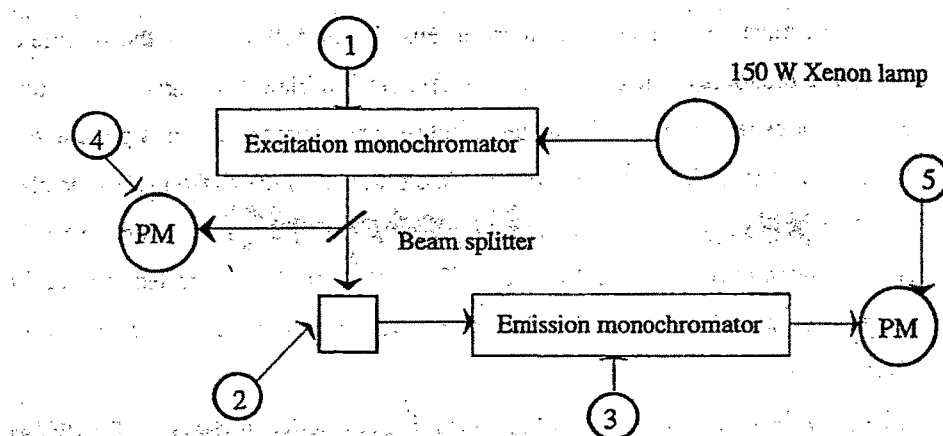 1
150 W Xenon lamp
4
Excitation monochromator
5
PM
Beam splitter
Emission monochromator
PM
2
3